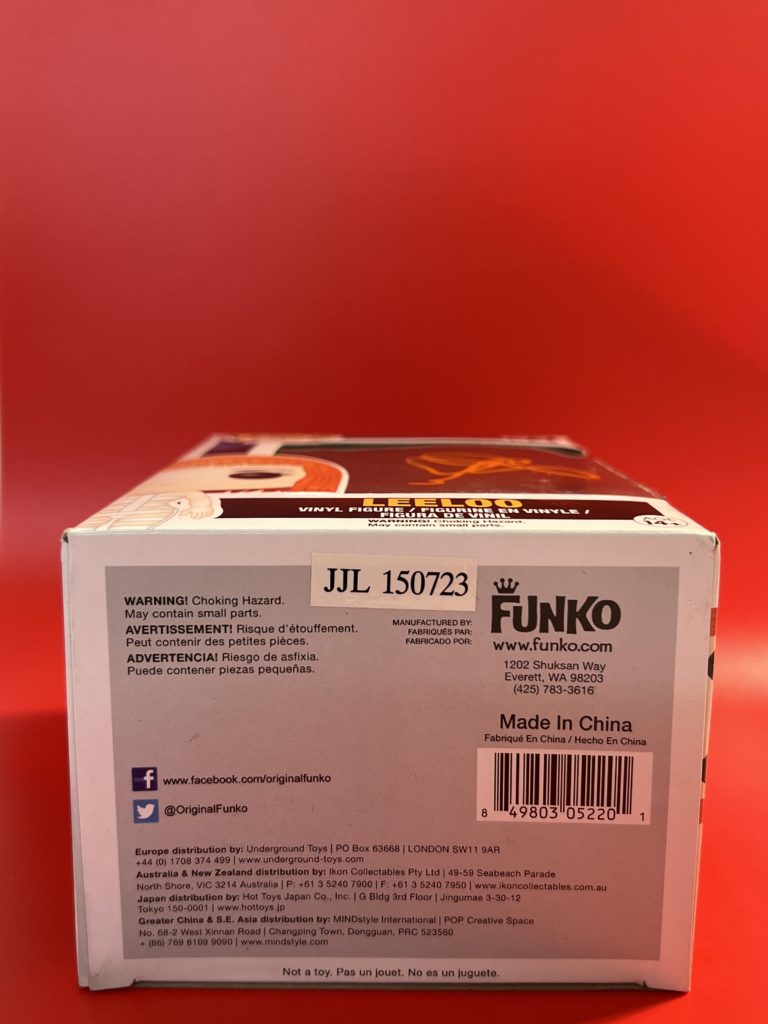 LEELOO
VINYL FIGURE / FIGURINE EN VINYLE /
FIGURA DE VINIL
WARNING! Choking Hazard.
May contain small parts.
AGE
14+
JJL 150723
WARNING! Choking Hazard.
May contain small parts.
AVERTISSEMENT! Risque d'étouffement.
Peut contenir des petites pièces.
ADVERTENCIA! Riesgo de asfixia.
Puede contener piezas pequeñas.
MANUFACTURED BY:
FABRIQUÉS PAR:
FABRICADO POR:
FUNKO
www.funko.com
1202 Shuksan Way
Everett, WA 98203
(425) 783-3616
Made In China
Fabriqué En China / Hecho En China
8 49803 05220 1
www.facebook.com/originalfunko
@OriginalFunko
Europe distribution by: Underground Toys | PO Box 63668 | LONDON SW11 9AR
+44 (0) 1708 374 499 | www.underground-toys.com
Australia & New Zealand distribution by: Ikon Collectables Pty Ltd | 49-59 Seabeach Parade
North Shore, VIC 3214 Australia | P: +61 3 5240 7900 | F: +61 3 5240 7950 | www.ikoncollectables.com.au
Japan distribution by: Hot Toys Japan Co., Inc. | G Bldg 3rd Floor | Jingumae 3-30-12
Tokyo 150-0001 | www.hottoys.jp
Greater China & S.E. Asia distribution by: MINDstyle International | POP Creative Space
No. 68-2 West Xinnan Road | Changping Town, Dongguan, PRC 523560
+ (86) 769 8109 9090 | www.mindstyle.com
Not a toy. Pas un jouet. No es un juguete.